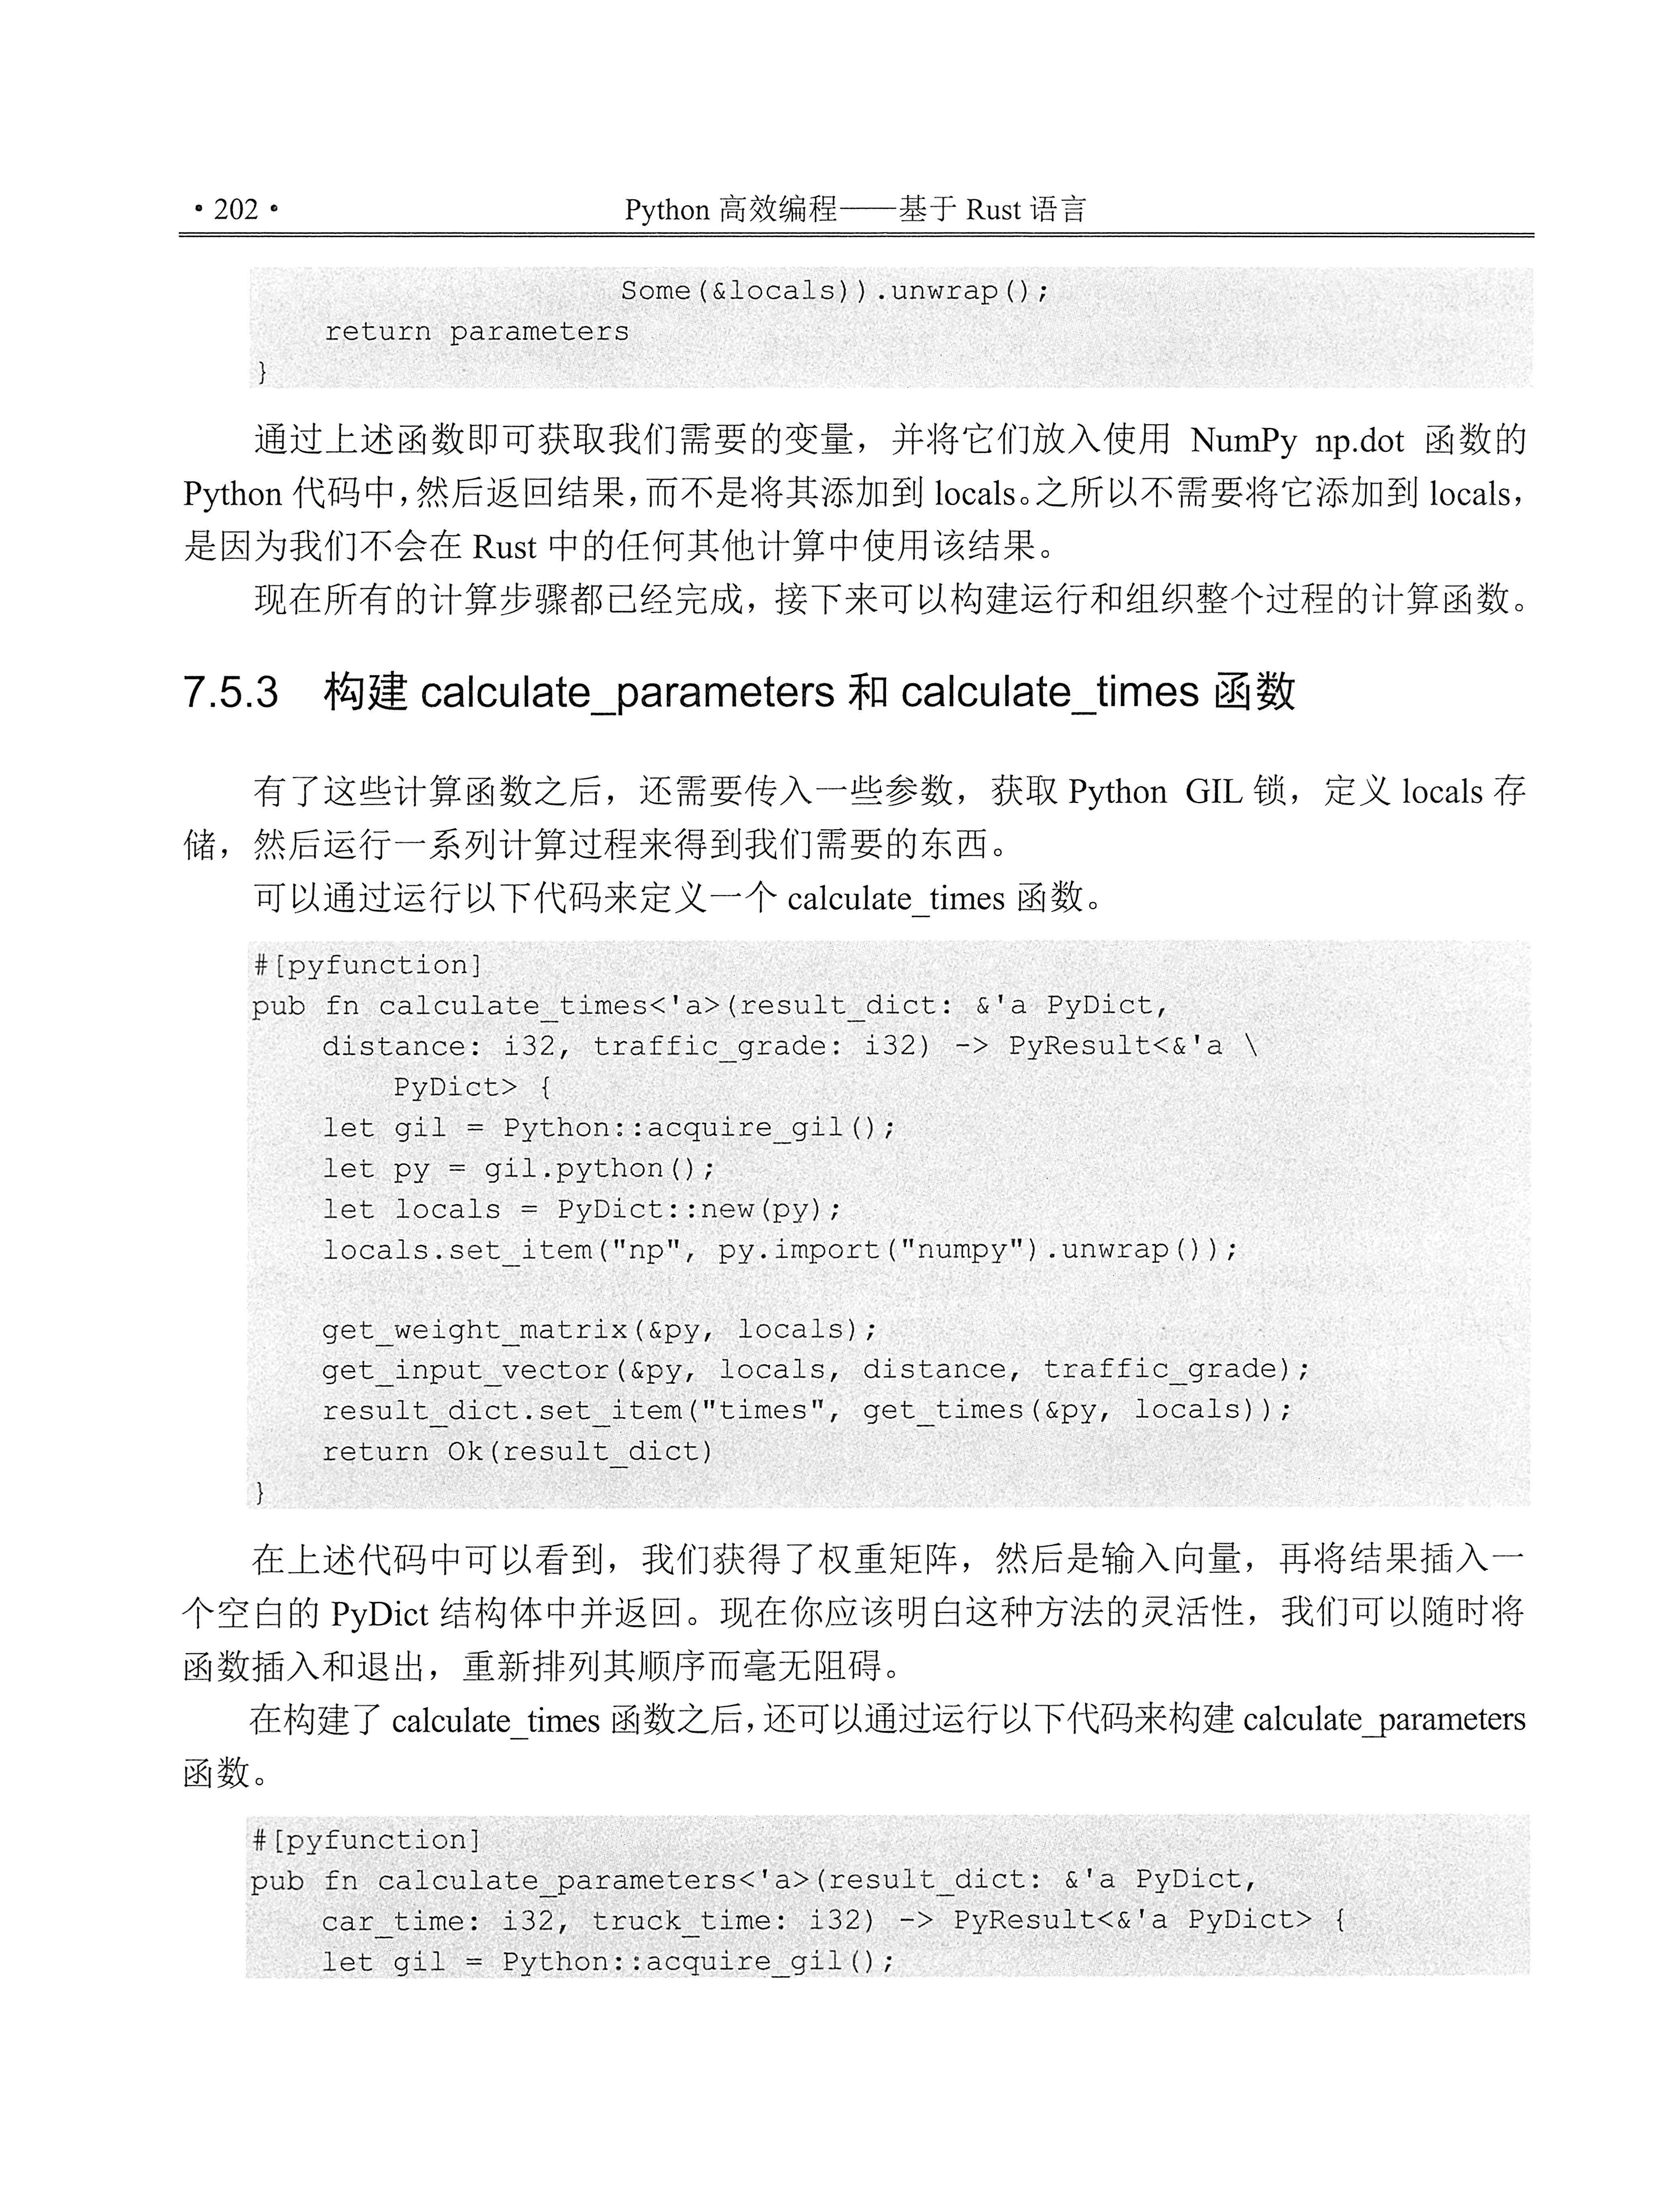 • 202 •
Python 高效编程——基于 Rust 语言
Some(&locals)).unwrap();
return parameters
}
通过上述函数即可获取我们需要的变量，并将它们放入使用 NumPy np.dot 函数的
Python 代码中，然后返回结果，而不是将其添加到 locals。之所以不需要将它添加到 locals，
是因为我们不会在 Rust 中的任何其他计算中使用该结果。
现在所有的计算步骤都已经完成，接下来可以构建运行和组织整个过程的计算函数。
7.5.3 构建 calculate_parameters 和 calculate_times 函数
有了这些计算函数之后，还需要传入一些参数，获取 Python GIL 锁，定义 locals 存
储，然后运行一系列计算过程来得到我们需要的东西。
可以通过运行以下代码来定义一个 calculate_times 函数。
#[pyfunction]
pub fn calculate_times<'a>(result_dict: &'a PyDict,
distance: i32, traffic_grade: i32) -> PyResult<&'a \
PyDict> {
let gil = Python::acquire_gil();
let py = gil.python();
let locals = PyDict::new(py);
locals.set_item("np", py.import("numpy").unwrap());
get_weight_matrix(&py, locals);
get_input_vector(&py, locals, distance, traffic_grade);
result_dict.set_item("times", get_times(&py, locals));
return Ok(result_dict)
}
在上述代码中可以看到，我们获得了权重矩阵，然后是输入向量，再将结果插入一
个空白的 PyDict 结构体中并返回。现在你应该明白这种方法的灵活性，我们可以随时将
函数插入和退出，重新排列其顺序而毫无阻碍。
在构建了 calculate_times 函数之后，还可以通过运行以下代码来构建 calculate_parameters
函数。
#[pyfunction]
pub fn calculate_parameters<'a>(result_dict: &'a PyDict,
car_time: i32, truck_time: i32) -> PyResult<&'a PyDict> {
let gil = Python::acquire_gil();